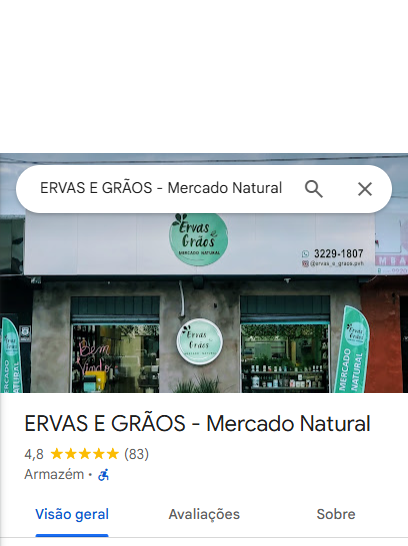 ERVAS E GRÃOS - Mercado Natural
Ervas
e Grãos
MERCADO NATURAL
3229-1807
@ervas_e_graos.pvh
Bem
Vindo
Ervas
e Grãos
MERCADO NATURAL
MERCADO
NATURAL
MERCADO
NATURAL
ERVAS E GRÃOS - Mercado Natural
4,8 (83)
Armazém ·
Visão geral
Avaliações
Sobre